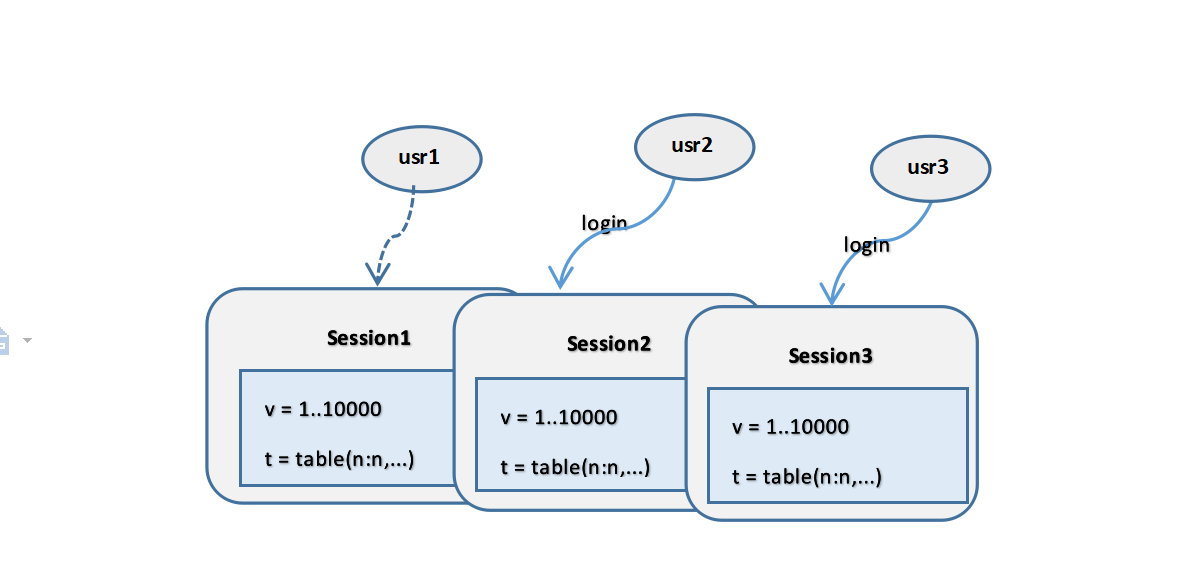 usr1
usr2
usr3
login
login
Session1
v = 1..10000
t = table(n:n,...)
Session2
v = 1..10000
t = table(n:n,...)
Session3
v = 1..10000
t = table(n:n,...)